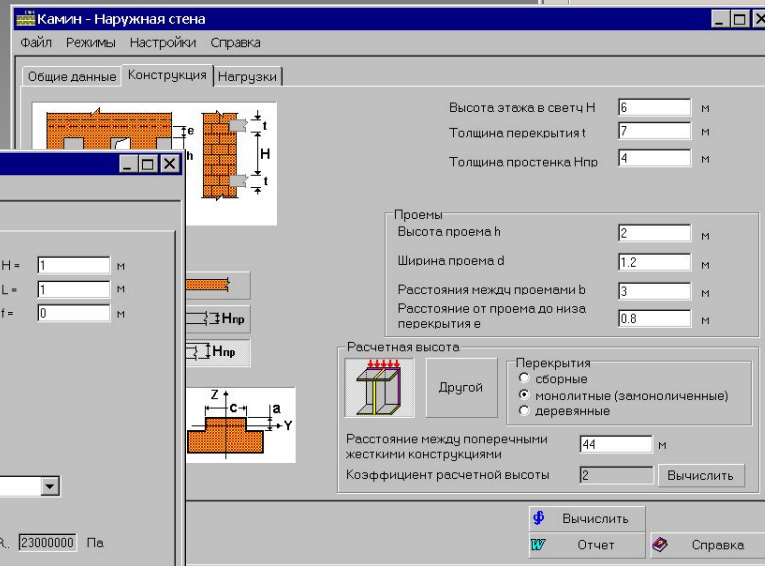 Камин - Наружная стена
Файл Режимы Настройки Справка
Общие данные Конструкция Нагрузки
e
h
t
H
t
Высота этажа в свету H 6 м
Толщина перекрытия t 7 м
Толщина простенка Hпр 4 м
Проемы
Высота проема h 2 м
Ширина проема d 1.2 м
Расстояния между проемами b 3 м
Расстояние от проема до низа
перекрытия e 0.8 м
H = 1 м
L = 1 м
f = 0 м
Hпр
Hпр
Расчетная высота
Другой
Перекрытия
сборные
монолитные (замоноличенные)
деревянные
Z
c
a
Y
Расстояние между поперечными
жесткими конструкциями 44 м
Коэффициент расчетной высоты 2 Вычислить
Вычислить
W Отчет Справка
R.. 23000000 Па